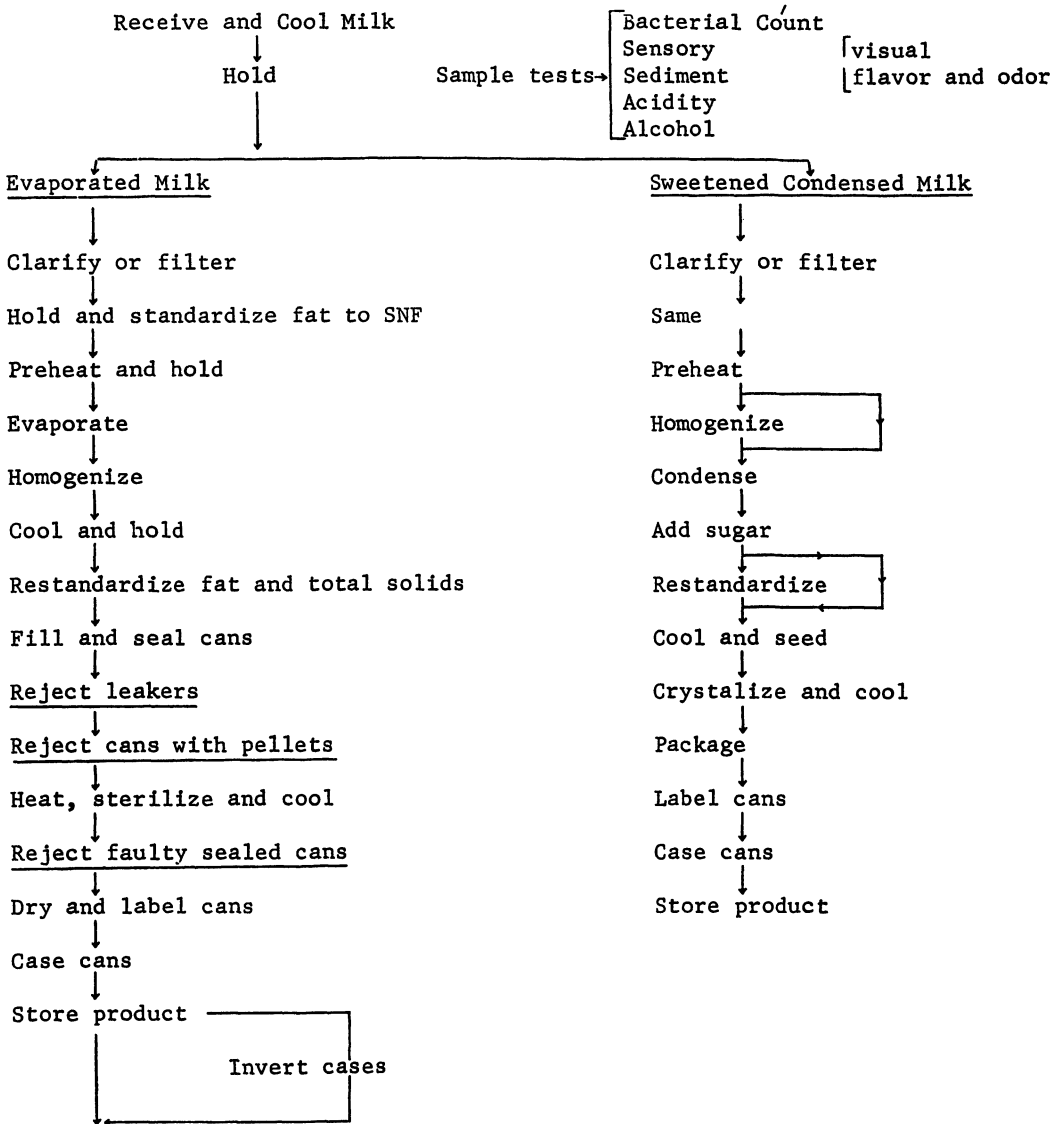 Receive and Cool Milk
Hold
Sample tests
Bacterial Count
Sensory
Sediment
Acidity
Alcohol
visual
flavor and odor
Evaporated Milk
Clarify or filter
Hold and standardize fat to SNF
Preheat and hold
Evaporate
Homogenize
Cool and hold
Restandardize fat and total solids
Fill and seal cans
Reject leakers
Reject cans with pellets
Heat, sterilize and cool
Reject faulty sealed cans
Dry and label cans
Case cans
Store product
Invert cases
Sweetened Condensed Milk
Clarify or filter
Same
Preheat
Homogenize
Condense
Add sugar
Restandardize
Cool and seed
Crystalize and cool
Package
Label cans
Case cans
Store product